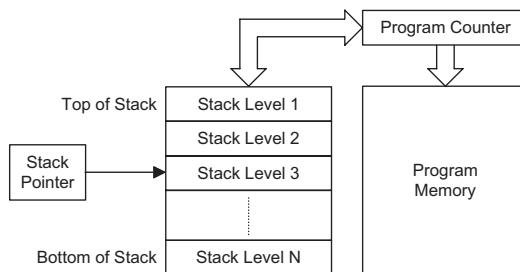 Program Counter
Top of Stack
Stack Level 1
Stack Level 2
Stack
Pointer
Stack Level 3
Program
Memory
Bottom of Stack
Stack Level N